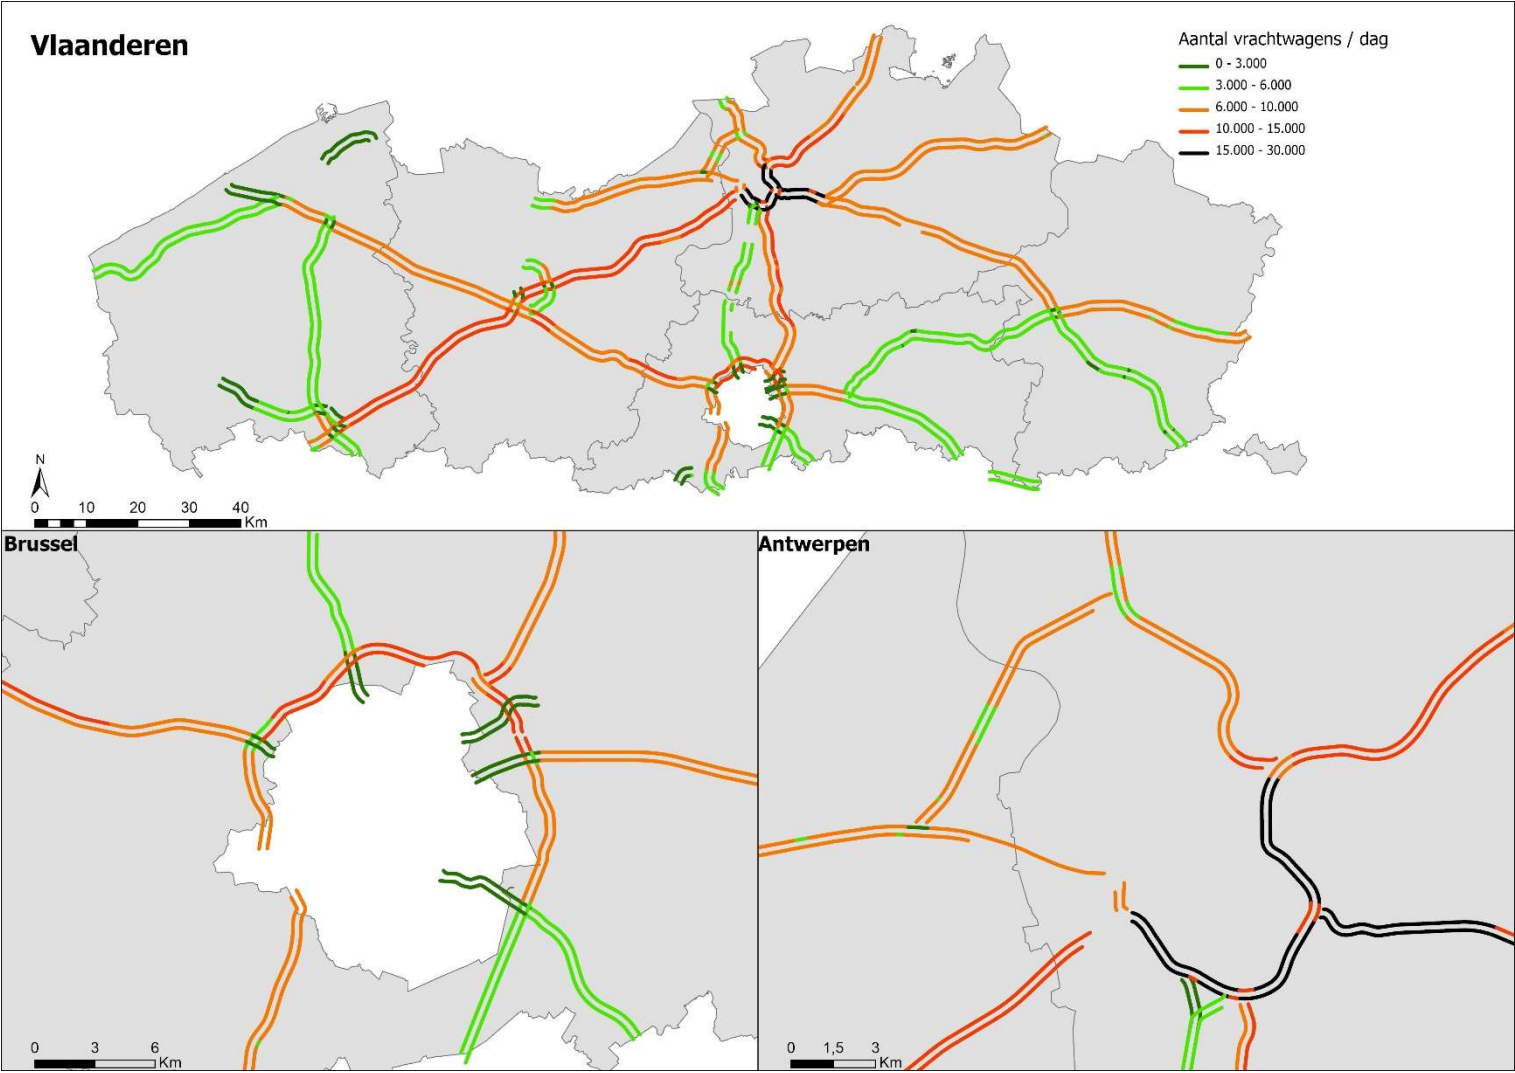 Vlaanderen
Aantal vrachtwagens / dag
0 - 3.000
3.000 - 6.000
6.000 - 10.000
10.000 - 15.000
15.000 - 30.000
N
0 10 20 30 40
Km
Brussel
0 3 6
Km
Antwerpen
0 1,5 3
Km